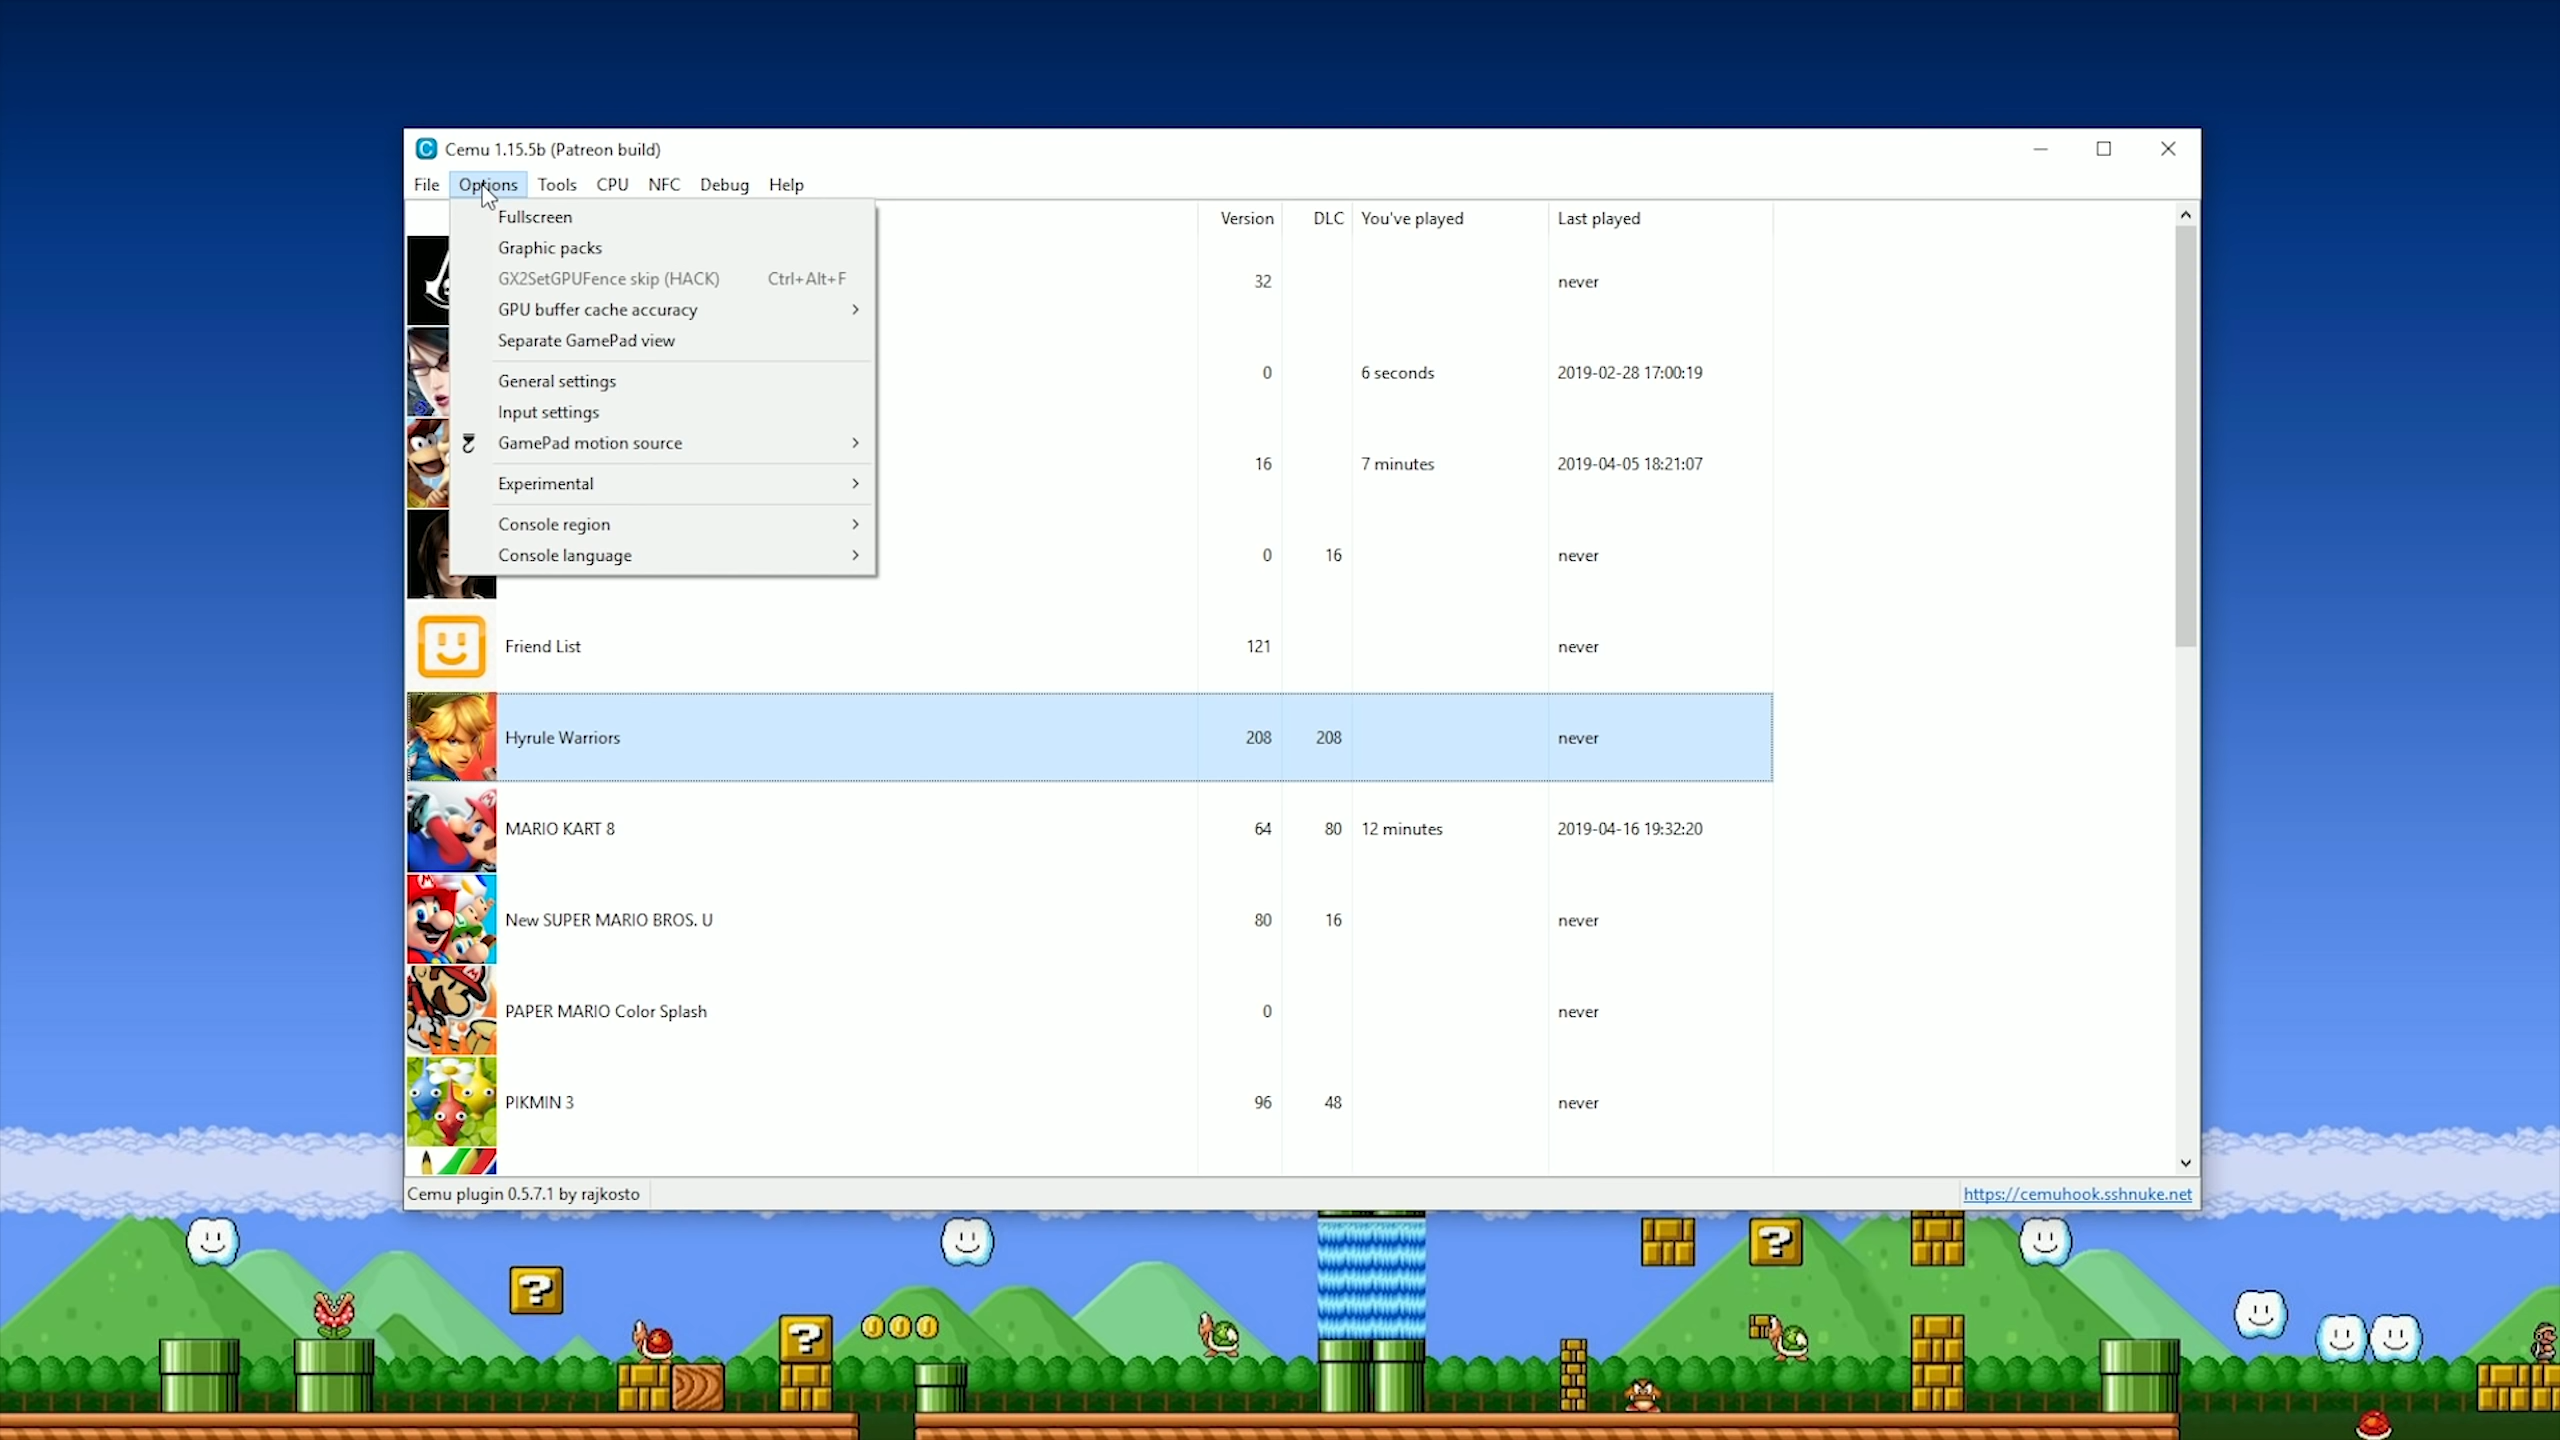 Cemu 1.15.5b (Patreon build)
File Options Tools CPU NFC Debug Help
Fullscreen
Graphic packs
GX2SetGPUFence skip (HACK) Ctrl+Alt+F
GPU buffer cache accuracy
Separate GamePad view
General settings
Input settings
GamePad motion source
Experimental
Console region
Console language
Version DLC You've played Last played
32 never
0 6 seconds 2019-02-28 17:00:19
16 7 minutes 2019-04-05 18:21:07
0 16 never
Friend List 121 never
Hyrule Warriors 208 208 never
MARIO KART 8 64 80 12 minutes 2019-04-16 19:32:20
New SUPER MARIO BROS. U 80 16 never
PAPER MARIO Color Splash 0 never
PIKMIN 3 96 48 never
Cemu plugin 0.5.7.1 by rajkosto https://cemuhook.sshnuke.net